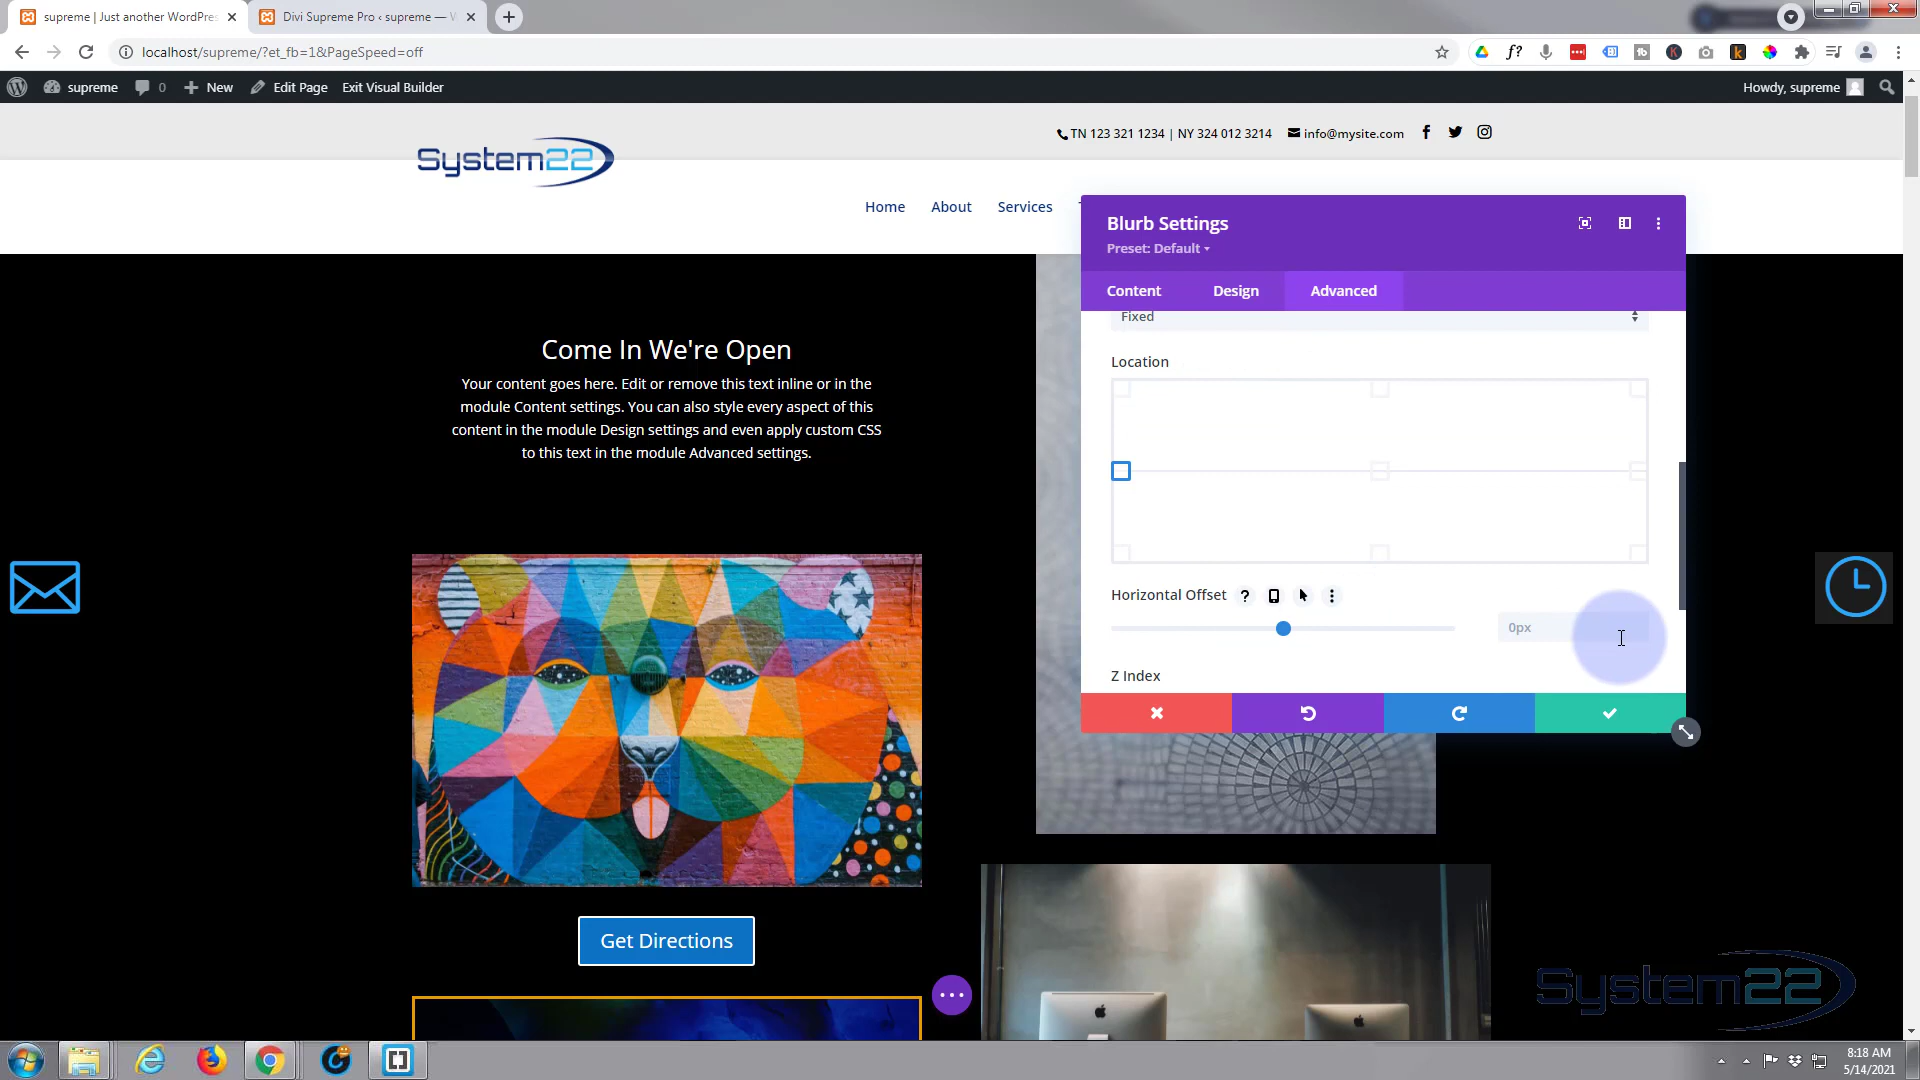 supreme | Just another WordPres
Divi Supreme Pro ‹ supreme — W
localhost/supreme/?et_fb=1&PageSpeed=off
supreme
0
New
Edit Page
Exit Visual Builder
Howdy, supreme
System22
TN 123 321 1234 | NY 324 012 3214
info@mysite.com
Home
About
Services
Blurb Settings
Preset: Default
Content
Design
Advanced
Fixed
Location
Horizontal Offset
0px
Z Index
Come In We're Open
Your content goes here. Edit or remove this text inline or in the
module Content settings. You can also style every aspect of this
content in the module Design settings and even apply custom CSS
to this text in the module Advanced settings.
Get Directions
System22
8:18 AM
5/14/2021